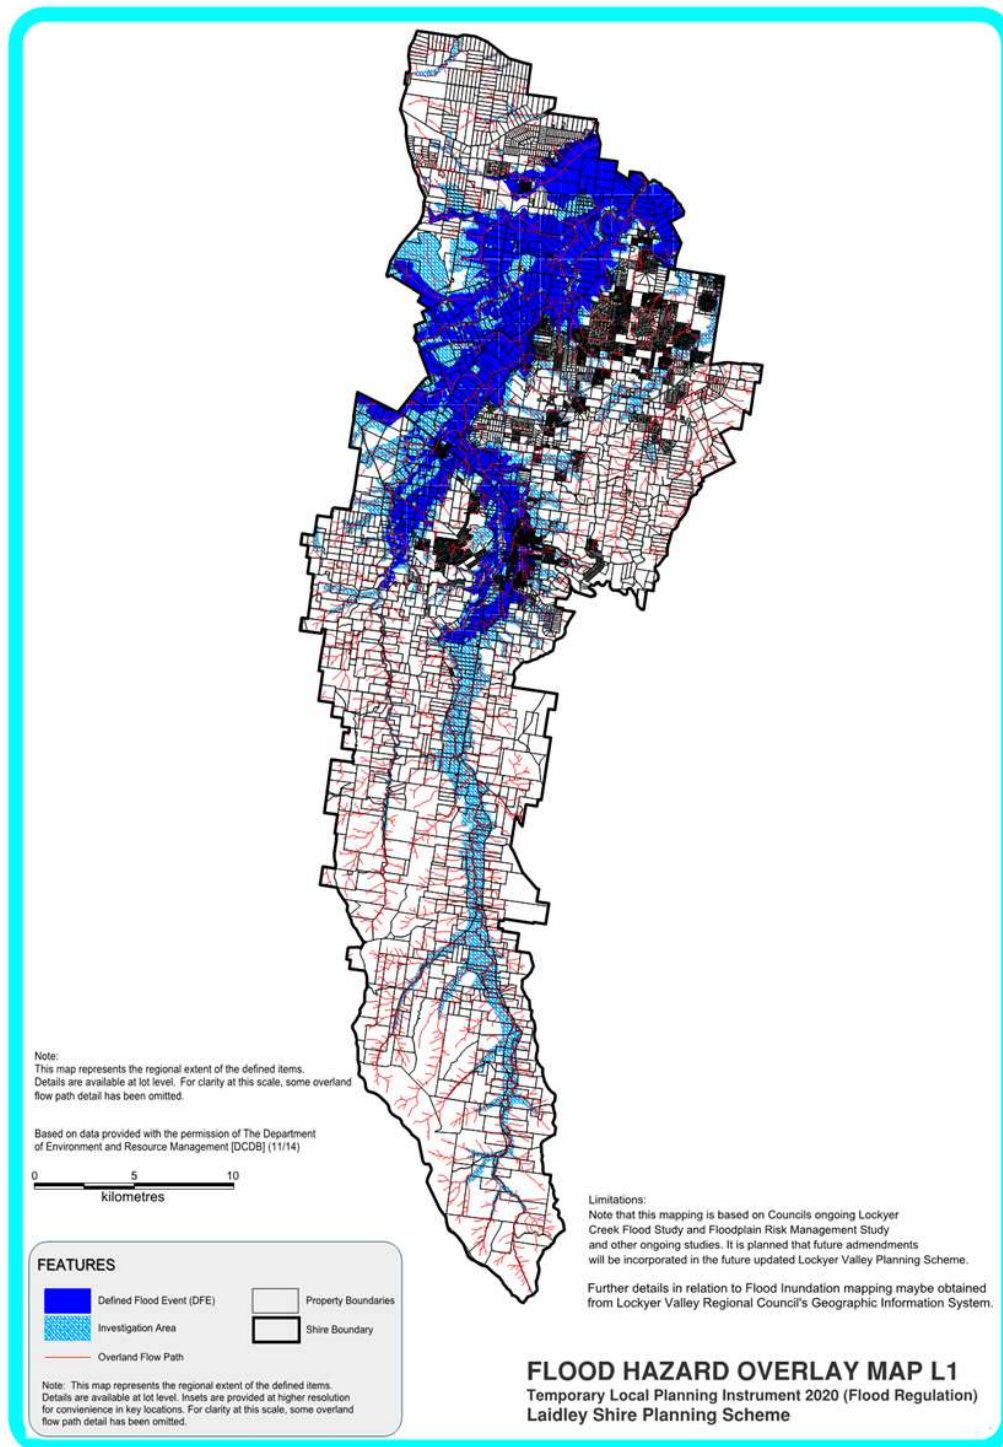 Note:
This map represents the regional extent of the defined items.
Details are available at lot level. For clarity at this scale, some overland
flow path detail has been omitted.
Based on data provided with the permission of The Department
of Environment and Resource Management [DCDB] (11/14)
0 5 10
kilometres
Limitations:
Note that this mapping is based on Councils ongoing Lockyer
Creek Flood Study and Floodplain Risk Management Study
and other ongoing studies. It is planned that future admendments
will be incorporated in the future updated Lockyer Valley Planning Scheme.
Further details in relation to Flood Inundation mapping maybe obtained
from Lockyer Valley Regional Council's Geographic Information System.
FEATURES
Defined Flood Event (DFE)
Property Boundaries
Investigation Area
Shire Boundary
Overland Flow Path
Note: This map represents the regional extent of the defined items.
Details are available at lot level. Insets are provided at higher resolution
for convienience in key locations. For clarity at this scale, some overland
flow path detail has been omitted.
FLOOD HAZARD OVERLAY MAP L1
Temporary Local Planning Instrument 2020 (Flood Regulation)
Laidley Shire Planning Scheme